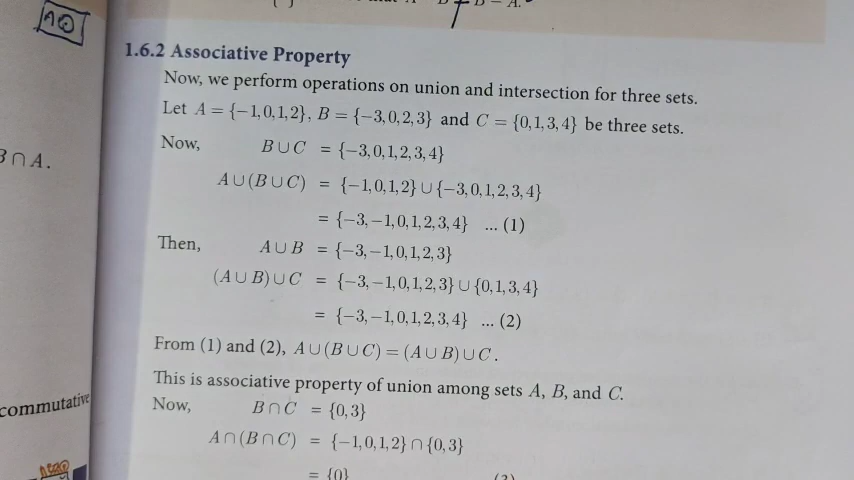 B – A.
1.6.2 Associative Property
Now, we perform operations on union and intersection for three sets.
Let A = {−1,0,1,2}, B = {−3,0,2,3} and C = {0,1,3,4} be three sets.
Now, B∪C = {−3,0,1,2,3,4}
A∪(B∪C) = {−1,0,1,2}∪{−3,0,1,2,3,4}
= {−3,−1,0,1,2,3,4} ... (1)
Then, A∪B = {−3,−1,0,1,2,3}
(A∪B)∪C = {−3,−1,0,1,2,3}∪{0,1,3,4}
= {−3,−1,0,1,2,3,4} ... (2)
From (1) and (2), A∪(B∪C) = (A∪B)∪C.
This is associative property of union among sets A, B, and C.
Now, B∩C = {0,3}
A∩(B∩C) = {−1,0,1,2}∩{0,3}
= {0}
B∩A.
commutative